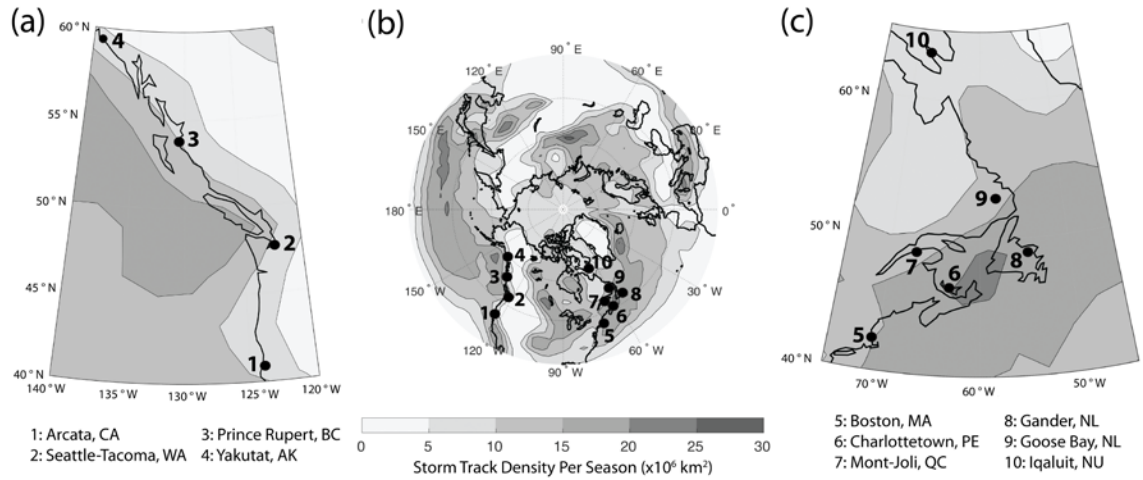 (a)
60° N
55° N
50° N
45° N
40° N
140° W
135° W
130° W
125° W
120° W
4
3
2
1
1: Arcata, CA
3: Prince Rupert, BC
2: Seattle-Tacoma, WA
4: Yakutat, AK
(b)
90° E
120° E
60° E
150° E
180° E
0°
150° W
30° W
120° W
60° W
90° W
4
10
3
9
2
7
8
1
6
5
0
5
10
15
20
25
30
Storm Track Density Per Season (x10⁶ km²)
(c)
10
60° N
9
50° N
7
6
8
5
40° N
70° W
60° W
50° W
5: Boston, MA
8: Gander, NL
6: Charlottetown, PE
9: Goose Bay, NL
7: Mont-Joli, QC
10: Iqaluit, NU